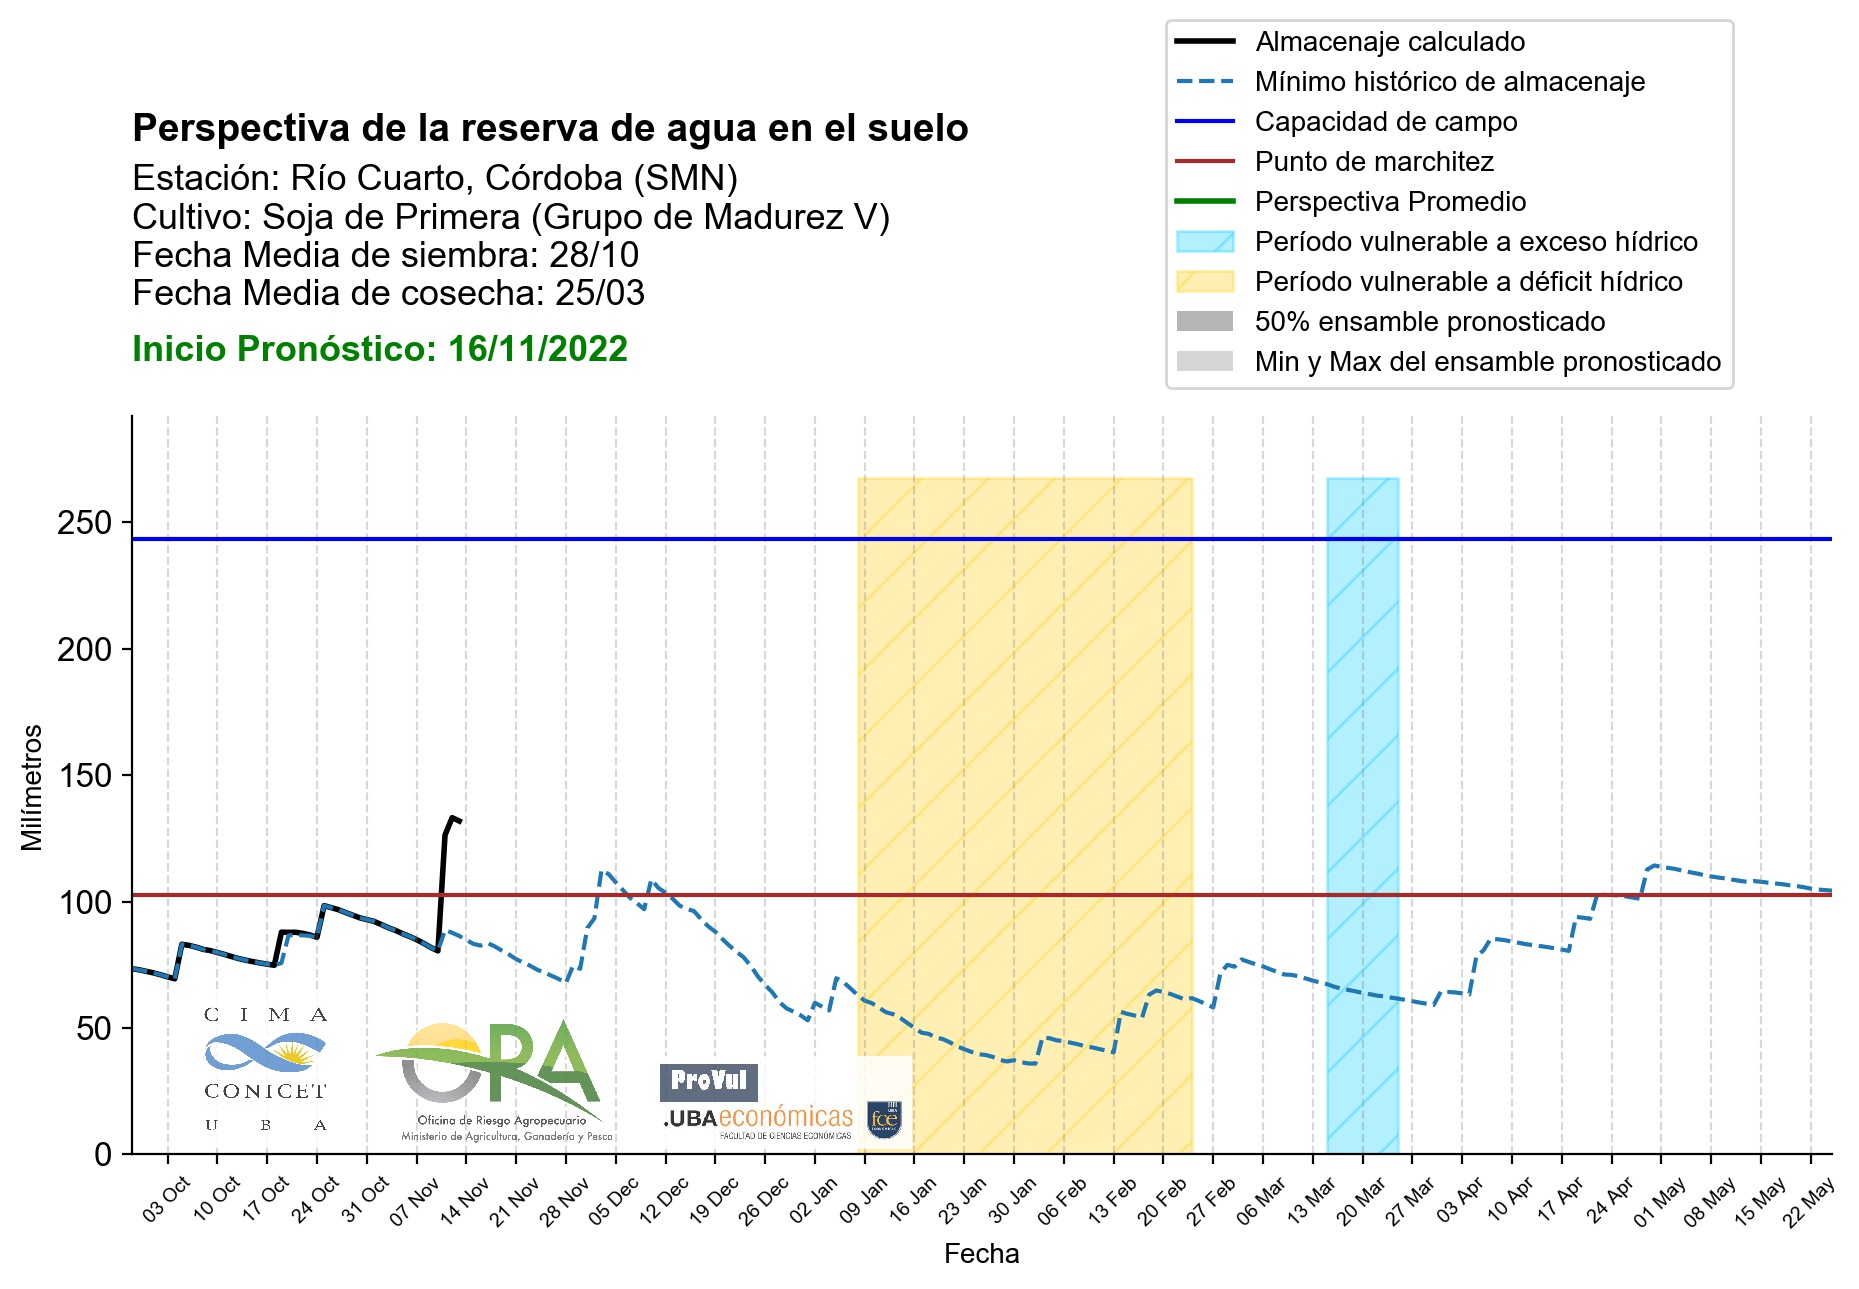 Almacenaje calculado
Mínimo histórico de almacenaje
Capacidad de campo
Punto de marchitez
Perspectiva Promedio
Período vulnerable a exceso hídrico
Período vulnerable a déficit hídrico
50% ensamble pronosticado
Min y Max del ensamble pronosticado
Perspectiva de la reserva de agua en el suelo
Estación: Río Cuarto, Córdoba (SMN)
Cultivo: Soja de Primera (Grupo de Madurez V)
Fecha Media de siembra: 28/10
Fecha Media de cosecha: 25/03
Inicio Pronóstico: 16/11/2022
250
200
150
100
50
0
Milímetros
CIMA
CONICET
UBA
ORA
Oficina de Riesgo Agropecuario
Ministerio de Agricultura, Ganadería y Pesca
ProVul
.UBAeconómicas
FACULTAD DE CIENCIAS ECONÓMICAS
UBA
fce
03 Oct
10 Oct
17 Oct
24 Oct
31 Oct
07 Nov
14 Nov
21 Nov
28 Nov
05 Dec
12 Dec
19 Dec
26 Dec
02 Jan
09 Jan
16 Jan
23 Jan
30 Jan
06 Feb
13 Feb
20 Feb
27 Feb
06 Mar
13 Mar
20 Mar
27 Mar
03 Apr
10 Apr
17 Apr
24 Apr
01 May
08 May
15 May
22 May
Fecha